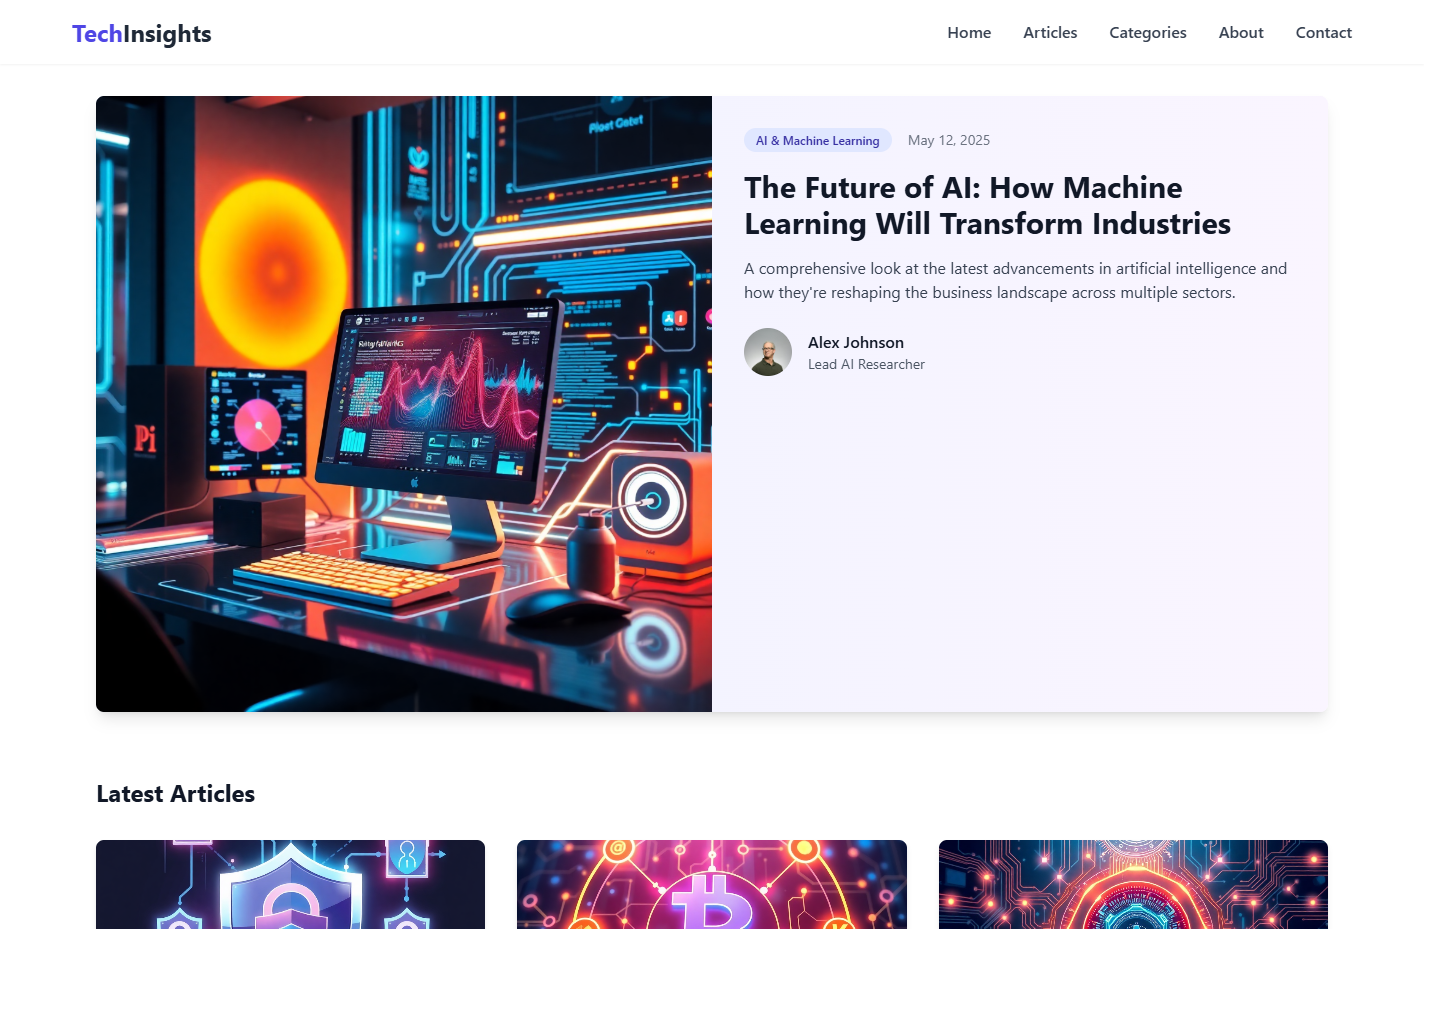 TechInsights
Home Articles Categories About Contact
AI & Machine Learning
May 12, 2025
The Future of AI: How Machine
Learning Will Transform Industries
A comprehensive look at the latest advancements in artificial intelligence and
how they're reshaping the business landscape across multiple sectors.
Alex Johnson
Lead AI Researcher
Pi
Latest Articles